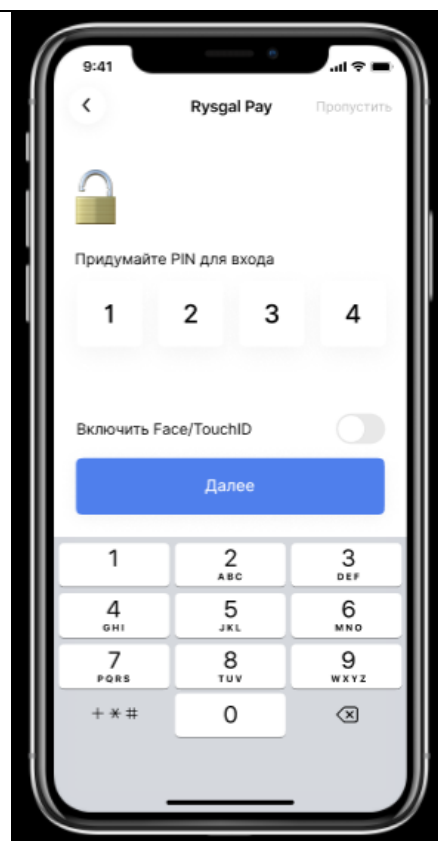 9:41
Rysgal Pay Пропустить
Придумайте PIN для входа
1 2 3 4
Включить Face/TouchID
Далее
1 2 3
ABC DEF
4 5 6
GHI JKL MNO
7 8 9
PQRS TUV WXYZ
+*# 0